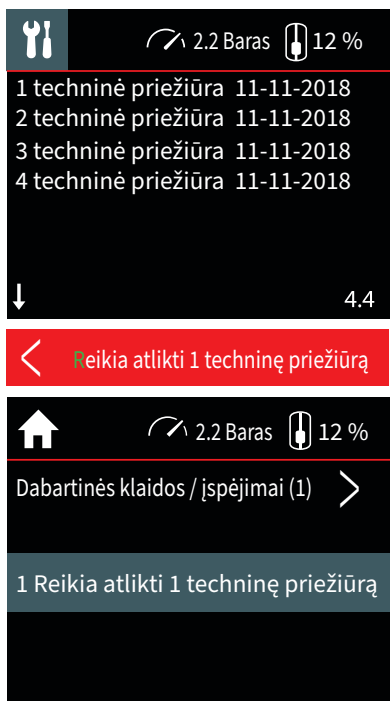 2.2 Baras 12 %
1 techninė priežiūra 11-11-2018
2 techninė priežiūra 11-11-2018
3 techninė priežiūra 11-11-2018
4 techninė priežiūra 11-11-2018
4.4
Reikia atlikti 1 techninę priežiūrą
2.2 Baras 12 %
Dabartinės klaidos / įspėjimai (1)
1 Reikia atlikti 1 techninę priežiūrą